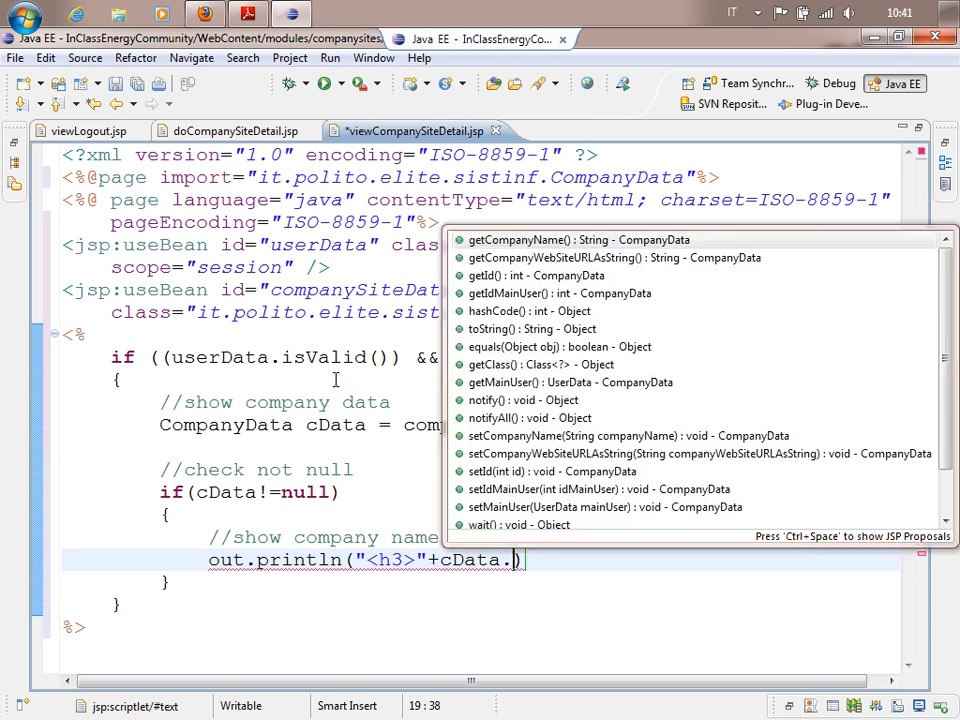 IT
10:41
Java EE - InClassEnergyCommunity/WebContent/modules/companysites
Java EE - InClassEnergyCo...
File Edit Source Refactor Navigate Search Project Run Window Help
Team Synchr...
Debug
Java EE
SVN Reposit...
Plug-in Deve...
viewLogout.jsp
doCompanySiteDetail.jsp
*viewCompanySiteDetail.jsp
<?xml version="1.0" encoding="ISO-8859-1" ?>
<%@page import="it.polito.elite.sistinf.CompanyData"%>
<%@ page language="java" contentType="text/html; charset=ISO-8859-1"
pageEncoding="ISO-8859-1"%>
<jsp:useBean id="userData" clas
scope="session" />
<jsp:useBean id="companySiteDat
class="it.polito.elite.sist
<%
if ((userData.isValid()) &&
{
//show company data
CompanyData cData = comp
//check not null
if(cData!=null)
{
//show company name
out.println("<h3>"+cData.)
}
}
%>
getCompanyName() : String - CompanyData
getCompanyWebSiteURLAsString() : String - CompanyData
getId() : int - CompanyData
getIdMainUser() : int - CompanyData
hashCode() : int - Object
toString() : String - Object
equals(Object obj) : boolean - Object
getClass() : Class<?> - Object
getMainUser() : UserData - CompanyData
notify() : void - Object
notifyAll() : void - Object
setCompanyName(String companyName) : void - CompanyData
setCompanyWebSiteURLAsString(String companyWebSiteURLAsString) : void - CompanyData
setId(int id) : void - CompanyData
setIdMainUser(int idMainUser) : void - CompanyData
setMainUser(UserData mainUser) : void - CompanyData
wait() : void - Object
Press 'Ctrl+Space' to show JSP Proposals
jsp:scriptlet/#text
Writable
Smart Insert
19 : 38